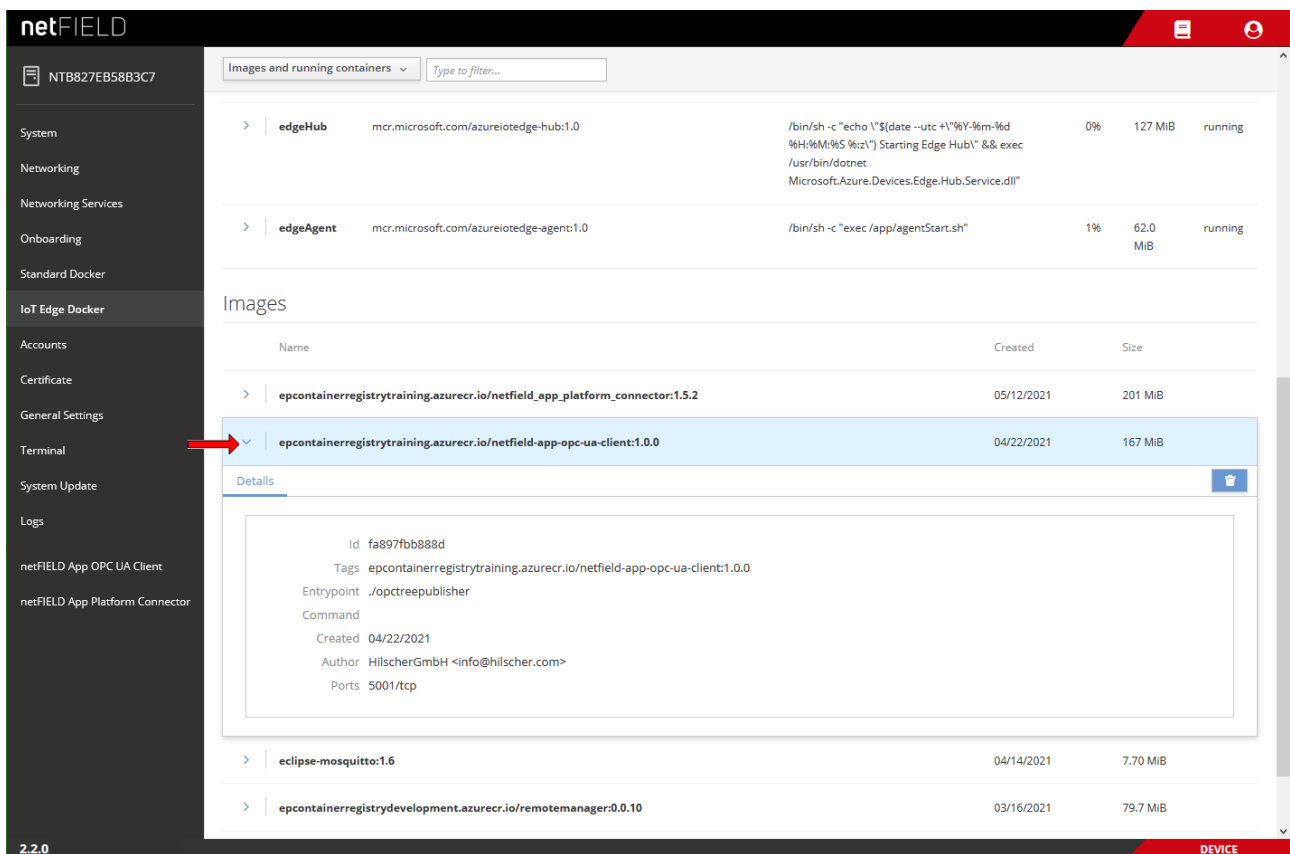 netFIELD
NTB827EB58B3C7
System
Networking
Networking Services
Onboarding
Standard Docker
IoT Edge Docker
Accounts
Certificate
General Settings
Terminal
System Update
Logs
netFIELD App OPC UA Client
netFIELD App Platform Connector
2.2.0
Images and running containers
Type to filter...
edgeHub mcr.microsoft.com/azureiotedge-hub:1.0 /bin/sh -c "echo \"$(date --utc +\"%Y-%m-%d 0% 127 MiB running
%H:%M:%S %:z\") Starting Edge Hub\" && exec
/usr/bin/dotnet
Microsoft.Azure.Devices.Edge.Hub.Service.dll"
edgeAgent mcr.microsoft.com/azureiotedge-agent:1.0 /bin/sh -c "exec /app/agentStart.sh" 1% 62.0 running
MiB
Images
Name Created Size
epcontainerregistrytraining.azurecr.io/netfield_app_platform_connector:1.5.2 05/12/2021 201 MiB
epcontainerregistrytraining.azurecr.io/netfield-app-opc-ua-client:1.0.0 04/22/2021 167 MiB
Details
Id fa897fbb888d
Tags epcontainerregistrytraining.azurecr.io/netfield-app-opc-ua-client:1.0.0
Entrypoint ./opctreepublisher
Command
Created 04/22/2021
Author HilscherGmbH <info@hilscher.com>
Ports 5001/tcp
eclipse-mosquitto:1.6 04/14/2021 7.70 MiB
epcontainerregistrydevelopment.azurecr.io/remotemanager:0.0.10 03/16/2021 79.7 MiB
DEVICE